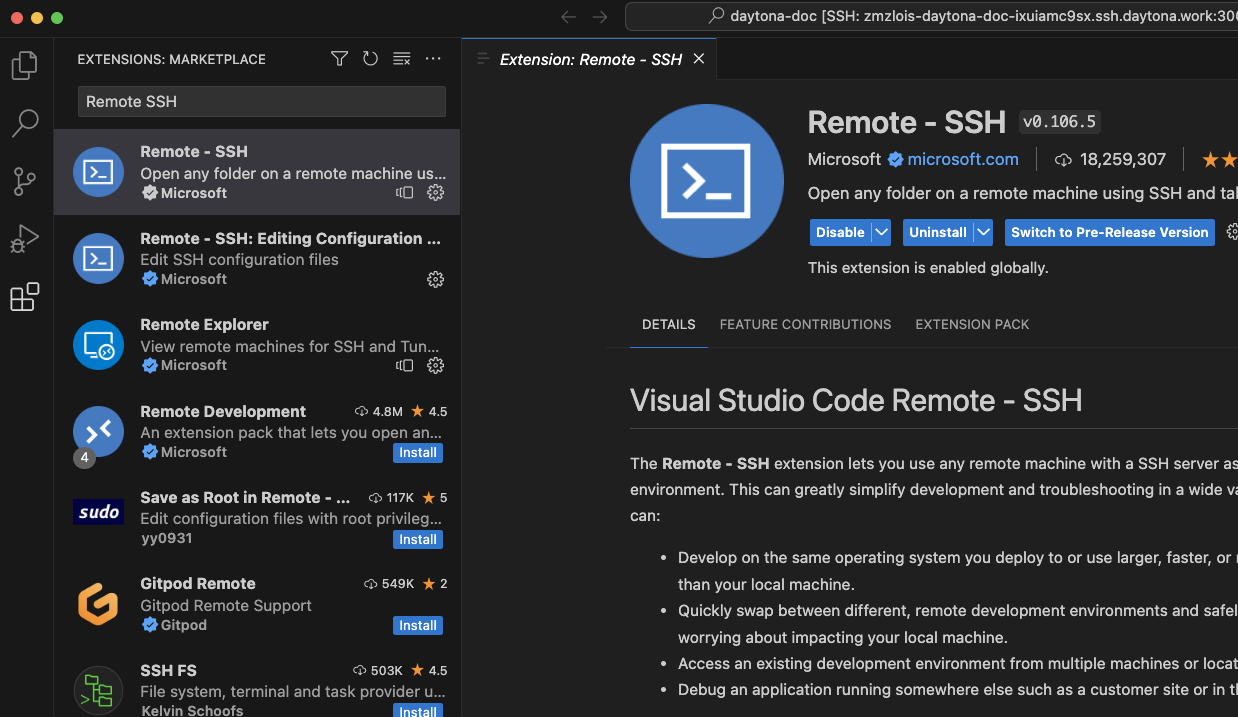 daytona-doc [SSH: zmzlois-daytona-doc-ixuiamc9sx.ssh.daytona.work:300
EXTENSIONS: MARKETPLACE
Remote SSH
Remote - SSH
Open any folder on a remote machine us...
Microsoft
Remote - SSH: Editing Configuration ...
Edit SSH configuration files
Microsoft
Remote Explorer
View remote machines for SSH and Tun...
Microsoft
Remote Development 4.8M 4.5
An extension pack that lets you open an...
Microsoft Install
4
Save as Root in Remote - ... 117K 5
sudo
Edit configuration files with root privileg...
yy0931 Install
Gitpod Remote 549K 2
Gitpod Remote Support
Gitpod Install
SSH FS 503K 4.5
File system, terminal and task provider u...
Kelvin Schoofs Install
Extension: Remote - SSH
Remote - SSH v0.106.5
Microsoft microsoft.com 18,259,307
Open any folder on a remote machine using SSH and tak
Disable Uninstall Switch to Pre-Release Version
This extension is enabled globally.
DETAILS FEATURE CONTRIBUTIONS EXTENSION PACK
Visual Studio Code Remote - SSH
The Remote - SSH extension lets you use any remote machine with a SSH server as
environment. This can greatly simplify development and troubleshooting in a wide va
can:
• Develop on the same operating system you deploy to or use larger, faster, or
than your local machine.
• Quickly swap between different, remote development environments and safel
worrying about impacting your local machine.
• Access an existing development environment from multiple machines or locat
• Debug an application running somewhere else such as a customer site or in th